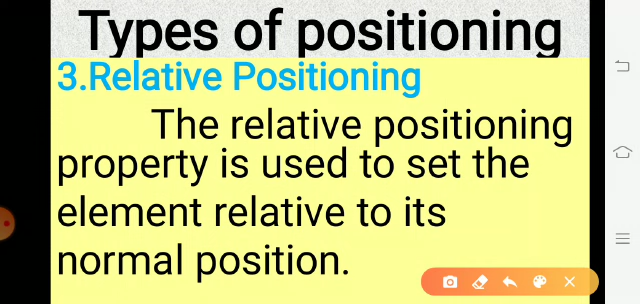 Types of positioning
3.Relative Positioning
The relative positioning
property is used to set the
element relative to its
normal position.